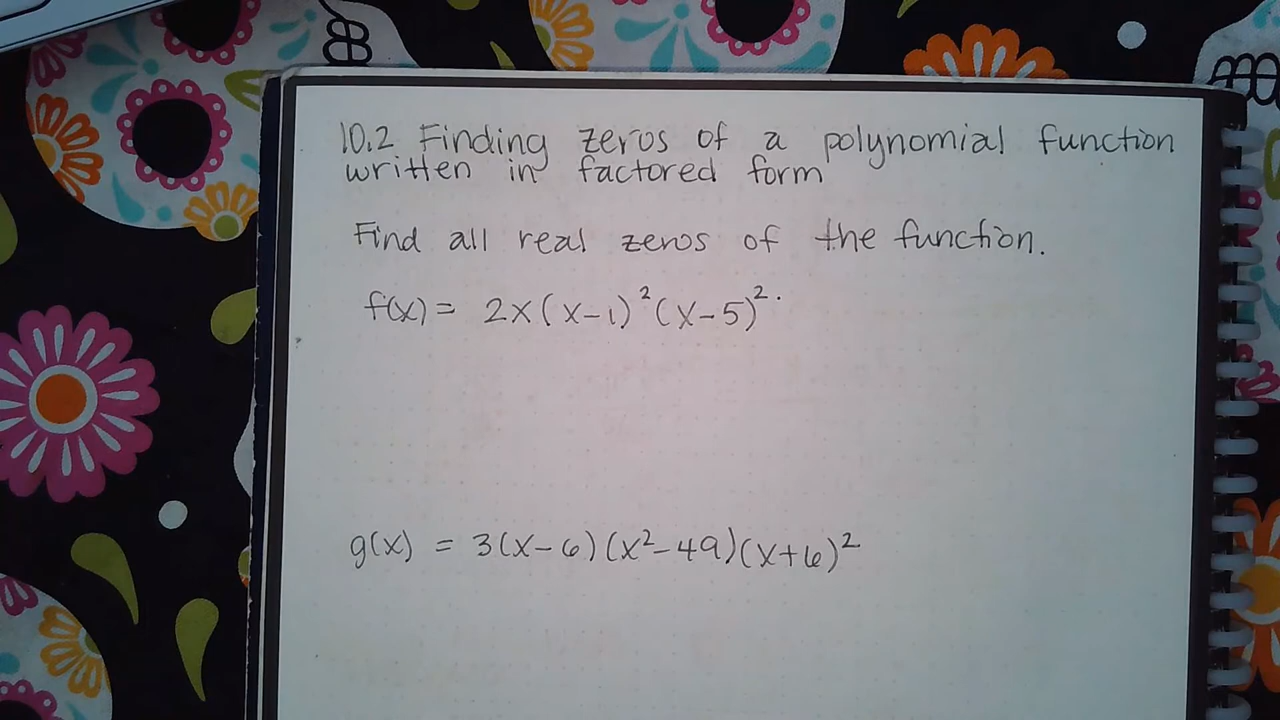 10.2 Finding zeros of a polynomial function
written in factored form
Find all real zeros of the function.
f(x) = 2x(x-1)²(x-5)².
g(x) = 3(x-6)(x²-49)(x+6)²